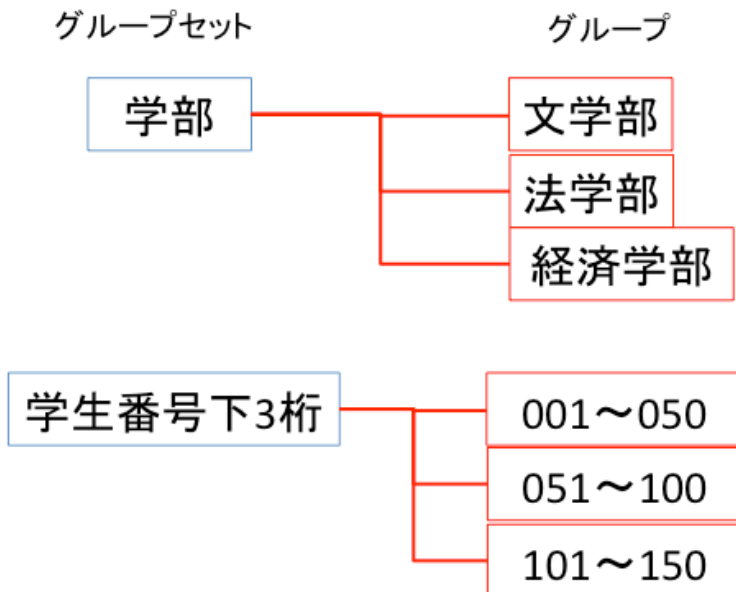 グループセット
グループ
学部
文学部
法学部
経済学部
学生番号下3桁
001～050
051～100
101～150